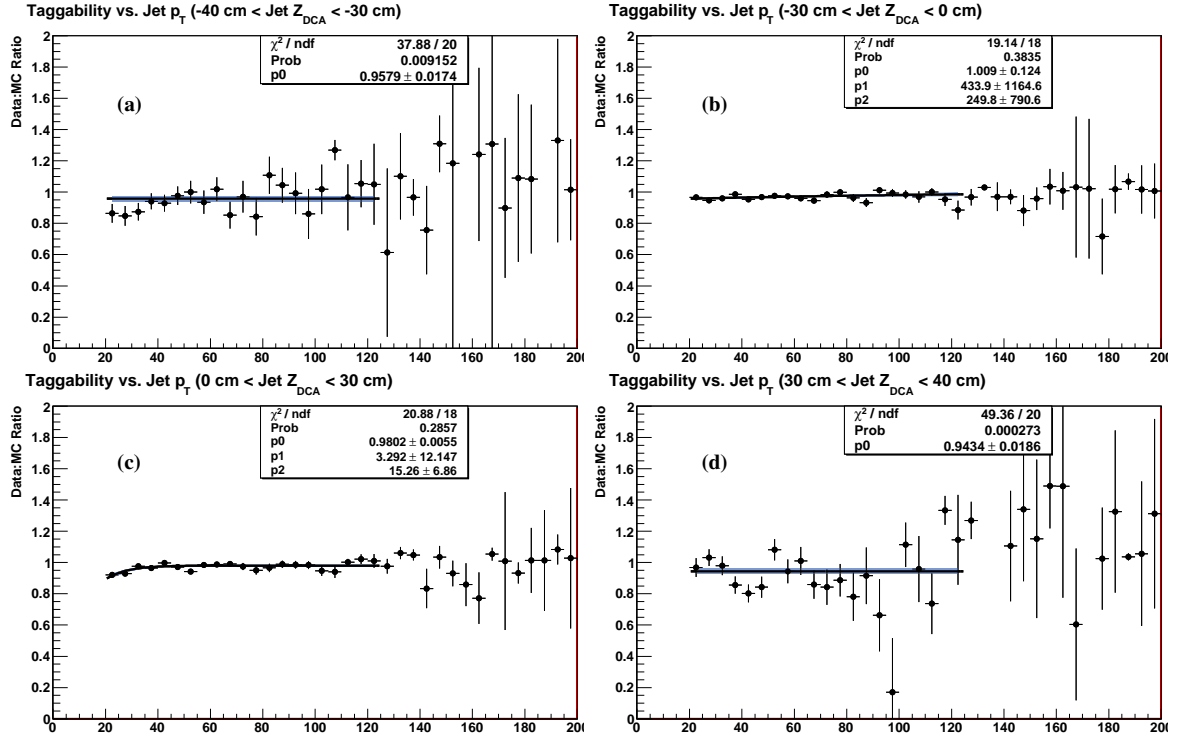 Taggability vs. Jet pT (-40 cm < Jet ZDCA < -30 cm)
Data:MC Ratio
χ2 / ndf 37.88 / 20
Prob 0.009152
p0 0.9579 ± 0.0174
(a)
2
1.8
1.6
1.4
1.2
1
0.8
0.6
0.4
0.2
0
0 20 40 60 80 100 120 140 160 180 200
Taggability vs. Jet pT (-30 cm < Jet ZDCA < 0 cm)
Data:MC Ratio
χ2 / ndf 19.14 / 18
Prob 0.3835
p0 1.009 ± 0.124
p1 433.9 ± 1164.6
p2 249.8 ± 790.6
(b)
2
1.8
1.6
1.4
1.2
1
0.8
0.6
0.4
0.2
0
0 20 40 60 80 100 120 140 160 180 200
Taggability vs. Jet pT (0 cm < Jet ZDCA < 30 cm)
Data:MC Ratio
χ2 / ndf 20.88 / 18
Prob 0.2857
p0 0.9802 ± 0.0055
p1 3.292 ± 12.147
p2 15.26 ± 6.86
(c)
2
1.8
1.6
1.4
1.2
1
0.8
0.6
0.4
0.2
0
0 20 40 60 80 100 120 140 160 180 200
Taggability vs. Jet pT (30 cm < Jet ZDCA < 40 cm)
Data:MC Ratio
χ2 / ndf 49.36 / 20
Prob 0.000273
p0 0.9434 ± 0.0186
(d)
2
1.8
1.6
1.4
1.2
1
0.8
0.6
0.4
0.2
0
0 20 40 60 80 100 120 140 160 180 200